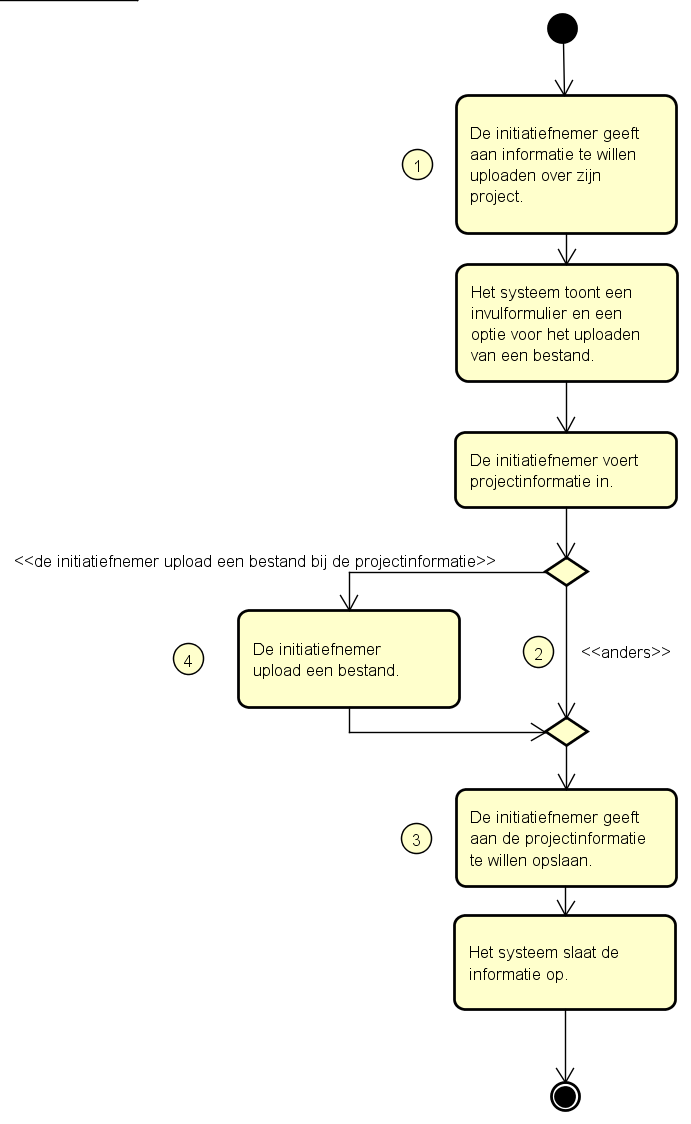 1
De initiatiefnemer geeft
aan informatie te willen
uploaden over zijn
project.
Het systeem toont een
invulformulier en een
optie voor het uploaden
van een bestand.
De initiatiefnemer voert
projectinformatie in.
<<de initiatiefnemer upload een bestand bij de projectinformatie>>
4
De initiatiefnemer
upload een bestand.
2
<<anders>>
3
De initiatiefnemer geeft
aan de projectinformatie
te willen opslaan.
Het systeem slaat de
informatie op.